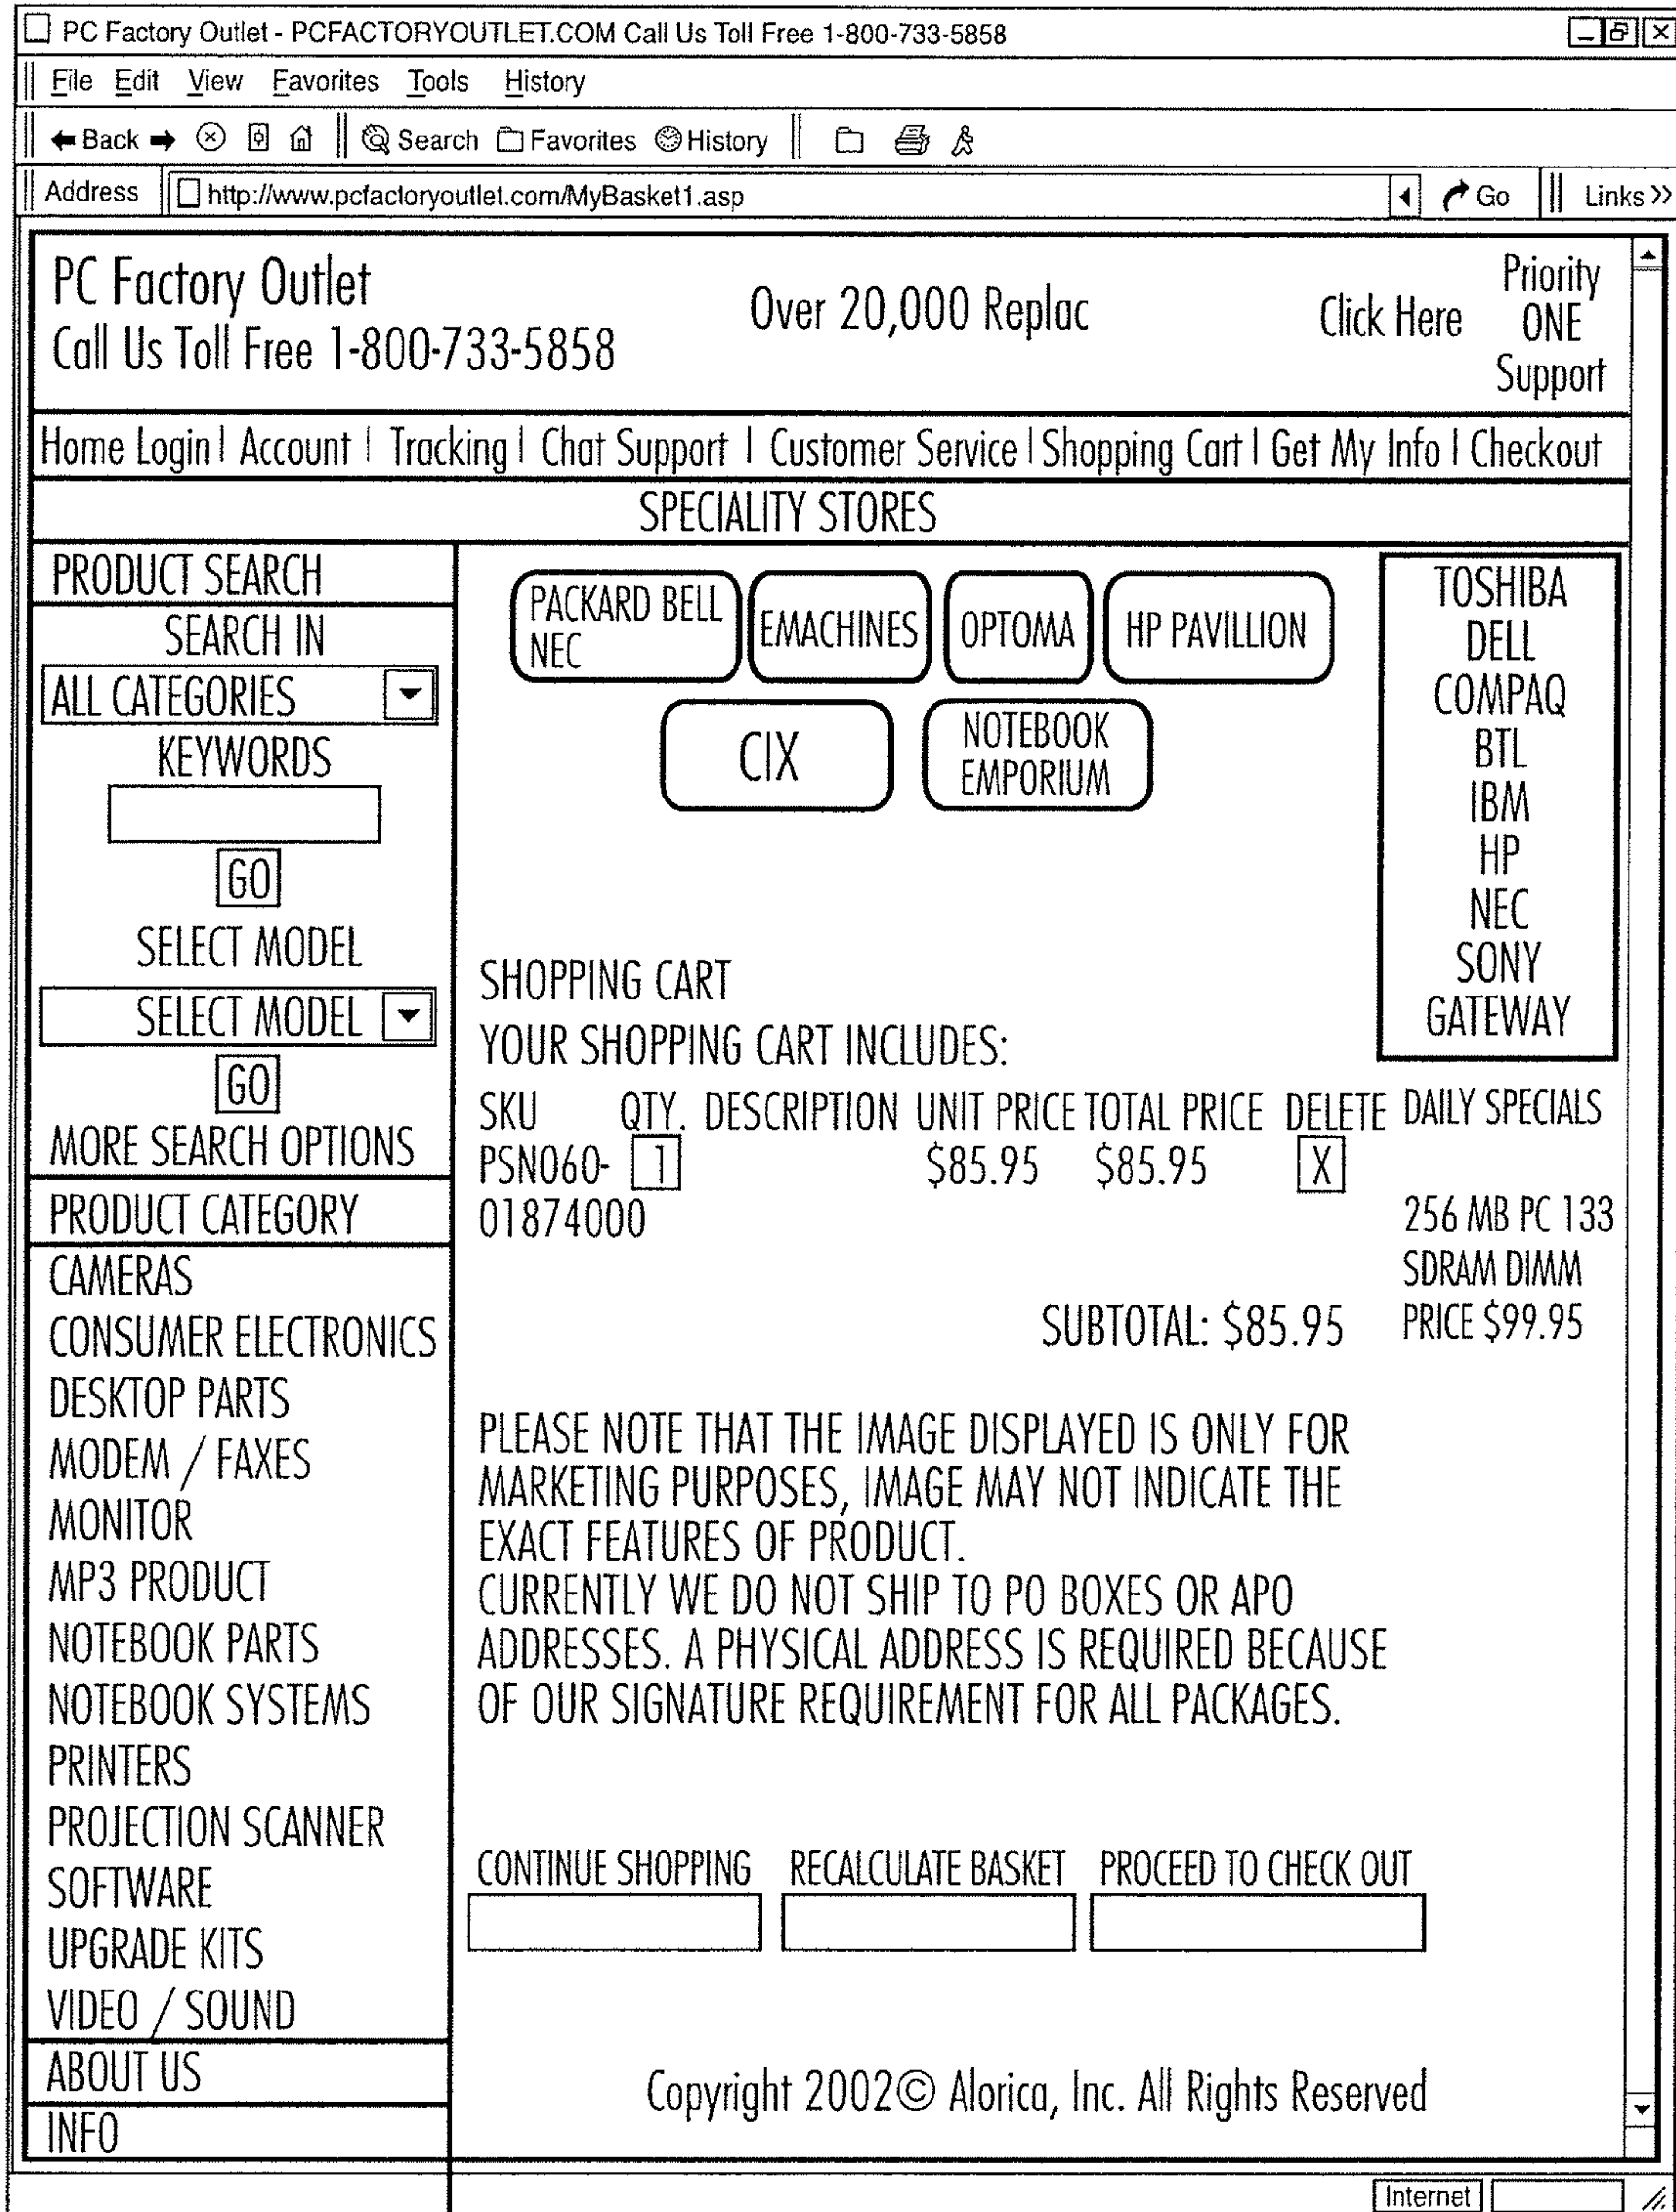 PC Factory Outlet - PCFACTORYOUTLET.COM Call Us Toll Free 1-800-733-5858
File Edit View Favorites Tools History
Back Search Favorites History
Address http://www.pcfactoryoutlet.com/MyBasket1.asp Go Links >>
PC Factory Outlet
Call Us Toll Free 1-800-733-5858
Over 20,000 Replac
Click Here
Priority
ONE
Support
Home Login | Account | Tracking | Chat Support | Customer Service | Shopping Cart | Get My Info | Checkout
SPECIALITY STORES
PRODUCT SEARCH
SEARCH IN
ALL CATEGORIES
KEYWORDS
GO
SELECT MODEL
SELECT MODEL
GO
MORE SEARCH OPTIONS
PRODUCT CATEGORY
CAMERAS
CONSUMER ELECTRONICS
DESKTOP PARTS
MODEM / FAXES
MONITOR
MP3 PRODUCT
NOTEBOOK PARTS
NOTEBOOK SYSTEMS
PRINTERS
PROJECTION SCANNER
SOFTWARE
UPGRADE KITS
VIDEO / SOUND
ABOUT US
INFO
PACKARD BELL
NEC
EMACHINES
OPTOMA
HP PAVILLION
CIX
NOTEBOOK
EMPORIUM
TOSHIBA
DELL
COMPAQ
BTL
IBM
HP
NEC
SONY
GATEWAY
SHOPPING CART
YOUR SHOPPING CART INCLUDES:
SKU QTY. DESCRIPTION UNIT PRICE TOTAL PRICE DELETE
PSN060- 1 $85.95 $85.95 X
01874000
SUBTOTAL: $85.95
DAILY SPECIALS
256 MB PC 133
SDRAM DIMM
PRICE $99.95
PLEASE NOTE THAT THE IMAGE DISPLAYED IS ONLY FOR
MARKETING PURPOSES, IMAGE MAY NOT INDICATE THE
EXACT FEATURES OF PRODUCT.
CURRENTLY WE DO NOT SHIP TO PO BOXES OR APO
ADDRESSES. A PHYSICAL ADDRESS IS REQUIRED BECAUSE
OF OUR SIGNATURE REQUIREMENT FOR ALL PACKAGES.
CONTINUE SHOPPING RECALCULATE BASKET PROCEED TO CHECK OUT
Copyright 2002© Alorica, Inc. All Rights Reserved
Internet